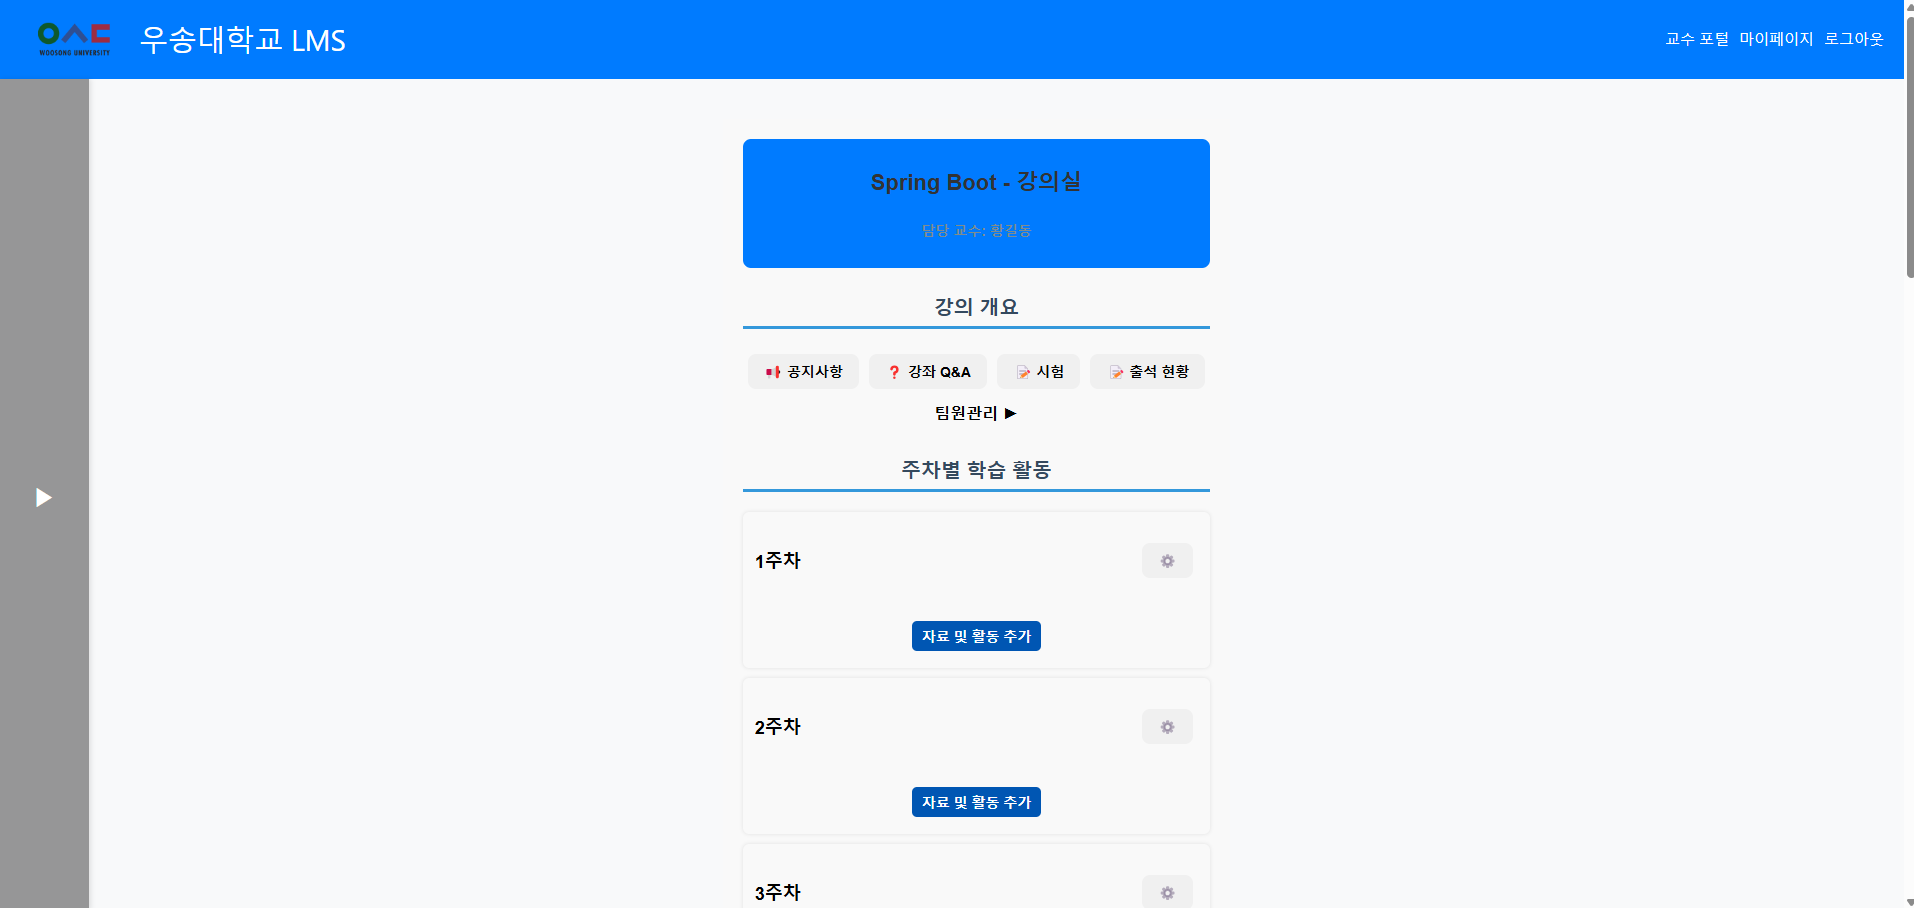 WOOSONG UNIVERSITY
우송대학교 LMS
교수 포털 마이페이지 로그아웃
Spring Boot - 강의실
담당 교수: 황길동
강의 개요
공지사항
강좌 Q&A
시험
출석 현황
팀원관리 ▶
주차별 학습 활동
1주차
자료 및 활동 추가
2주차
자료 및 활동 추가
3주차